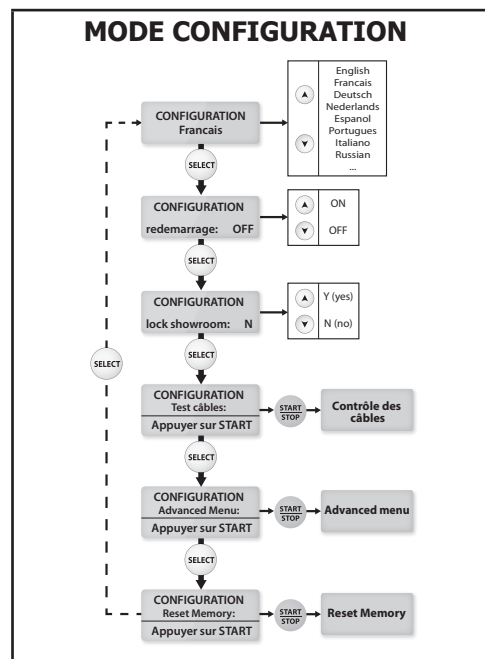 MODE CONFIGURATION
CONFIGURATION
Francais
English
Francais
Deutsch
Nederlands
Espanol
Portugues
Italiano
Russian
...
SELECT
CONFIGURATION
redemarrage: OFF
ON
OFF
SELECT
CONFIGURATION
lock showroom: N
Y (yes)
N (no)
SELECT
SELECT
CONFIGURATION
Test câbles:
Appuyer sur START
START
STOP
Contrôle des
câbles
SELECT
CONFIGURATION
Advanced Menu:
Appuyer sur START
START
STOP
Advanced menu
SELECT
CONFIGURATION
Reset Memory:
Appuyer sur START
START
STOP
Reset Memory